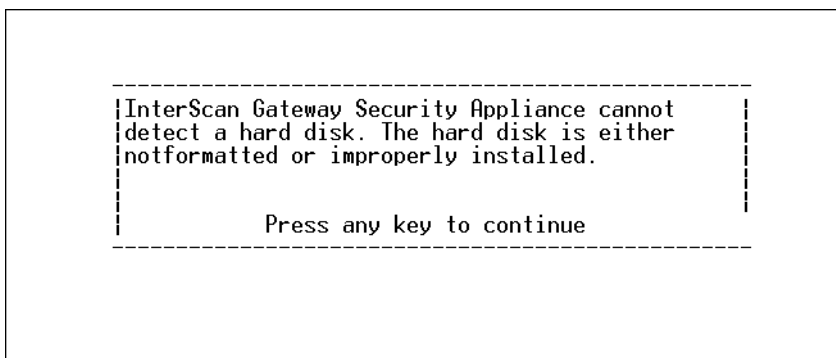 InterScan Gateway Security Appliance cannot
detect a hard disk. The hard disk is either
notformatted or improperly installed.
Press any key to continue